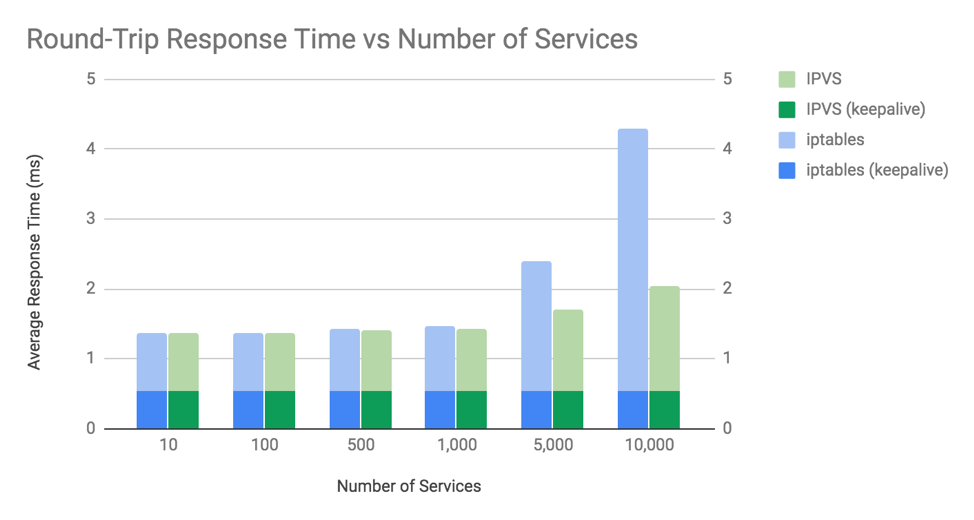 Round-Trip Response Time vs Number of Services
Average Response Time (ms)
5 5
4 4
3 3
2 2
1 1
0 0
10 100 500 1,000 5,000 10,000
Number of Services
IPVS
IPVS (keepalive)
iptables
iptables (keepalive)